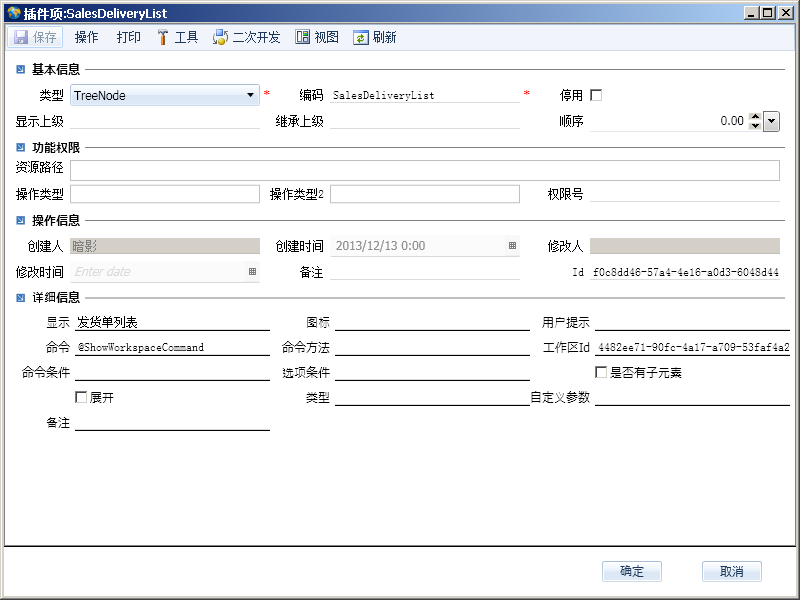 插件项:SalesDeliveryList
保存 操作 打印 工具 二次开发 视图 刷新
基本信息
类型 TreeNode * 编码 SalesDeliveryList * 停用
显示上级 继承上级 顺序 0.00
功能权限
资源路径
操作类型 操作类型2 权限号
操作信息
创建人 暗影 创建时间 2013/12/13 0:00 修改人
修改时间 Enter date 备注 Id f0c8dd46-57a4-4e16-a0d3-6048d44
详细信息
显示 发货单列表 图标 用户提示
命令 @ShowWorkspaceCommand 命令方法 工作区Id 4482ee71-90fc-4a17-a709-53faf4a2
命令条件 选项条件 是否有子元素
展开 类型 自定义参数
备注
确定 取消